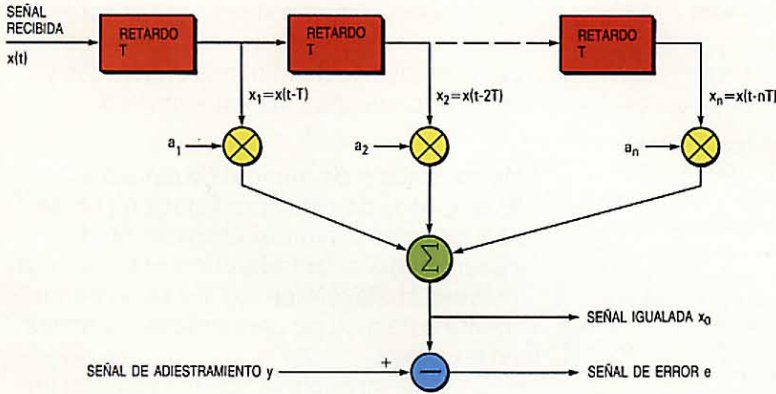 SEÑAL
RECIBIDA
x(t)
RETARDO
T
RETARDO
T
RETARDO
T
x₁=x(t-T)
x₂=x(t-2T)
xₙ=x(t-nT)
a₁
a₂
aₙ
Σ
SEÑAL IGUALADA x₀
SEÑAL DE ADIESTRAMIENTO y
+
−
SEÑAL DE ERROR e